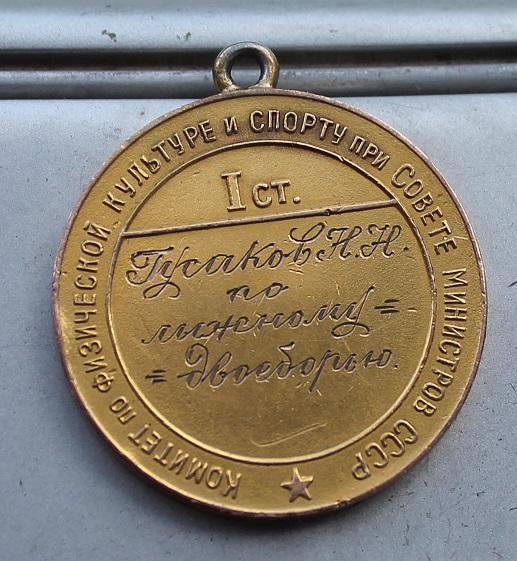 КОМИТЕТ ПО ФИЗИЧЕСКОЙ КУЛЬТУРЕ И СПОРТУ ПРИ СОВЕТЕ МИНИСТРОВ СССР
I СТ.
Гусаков Н.Н.
по
лыжному =
= двоеборью.